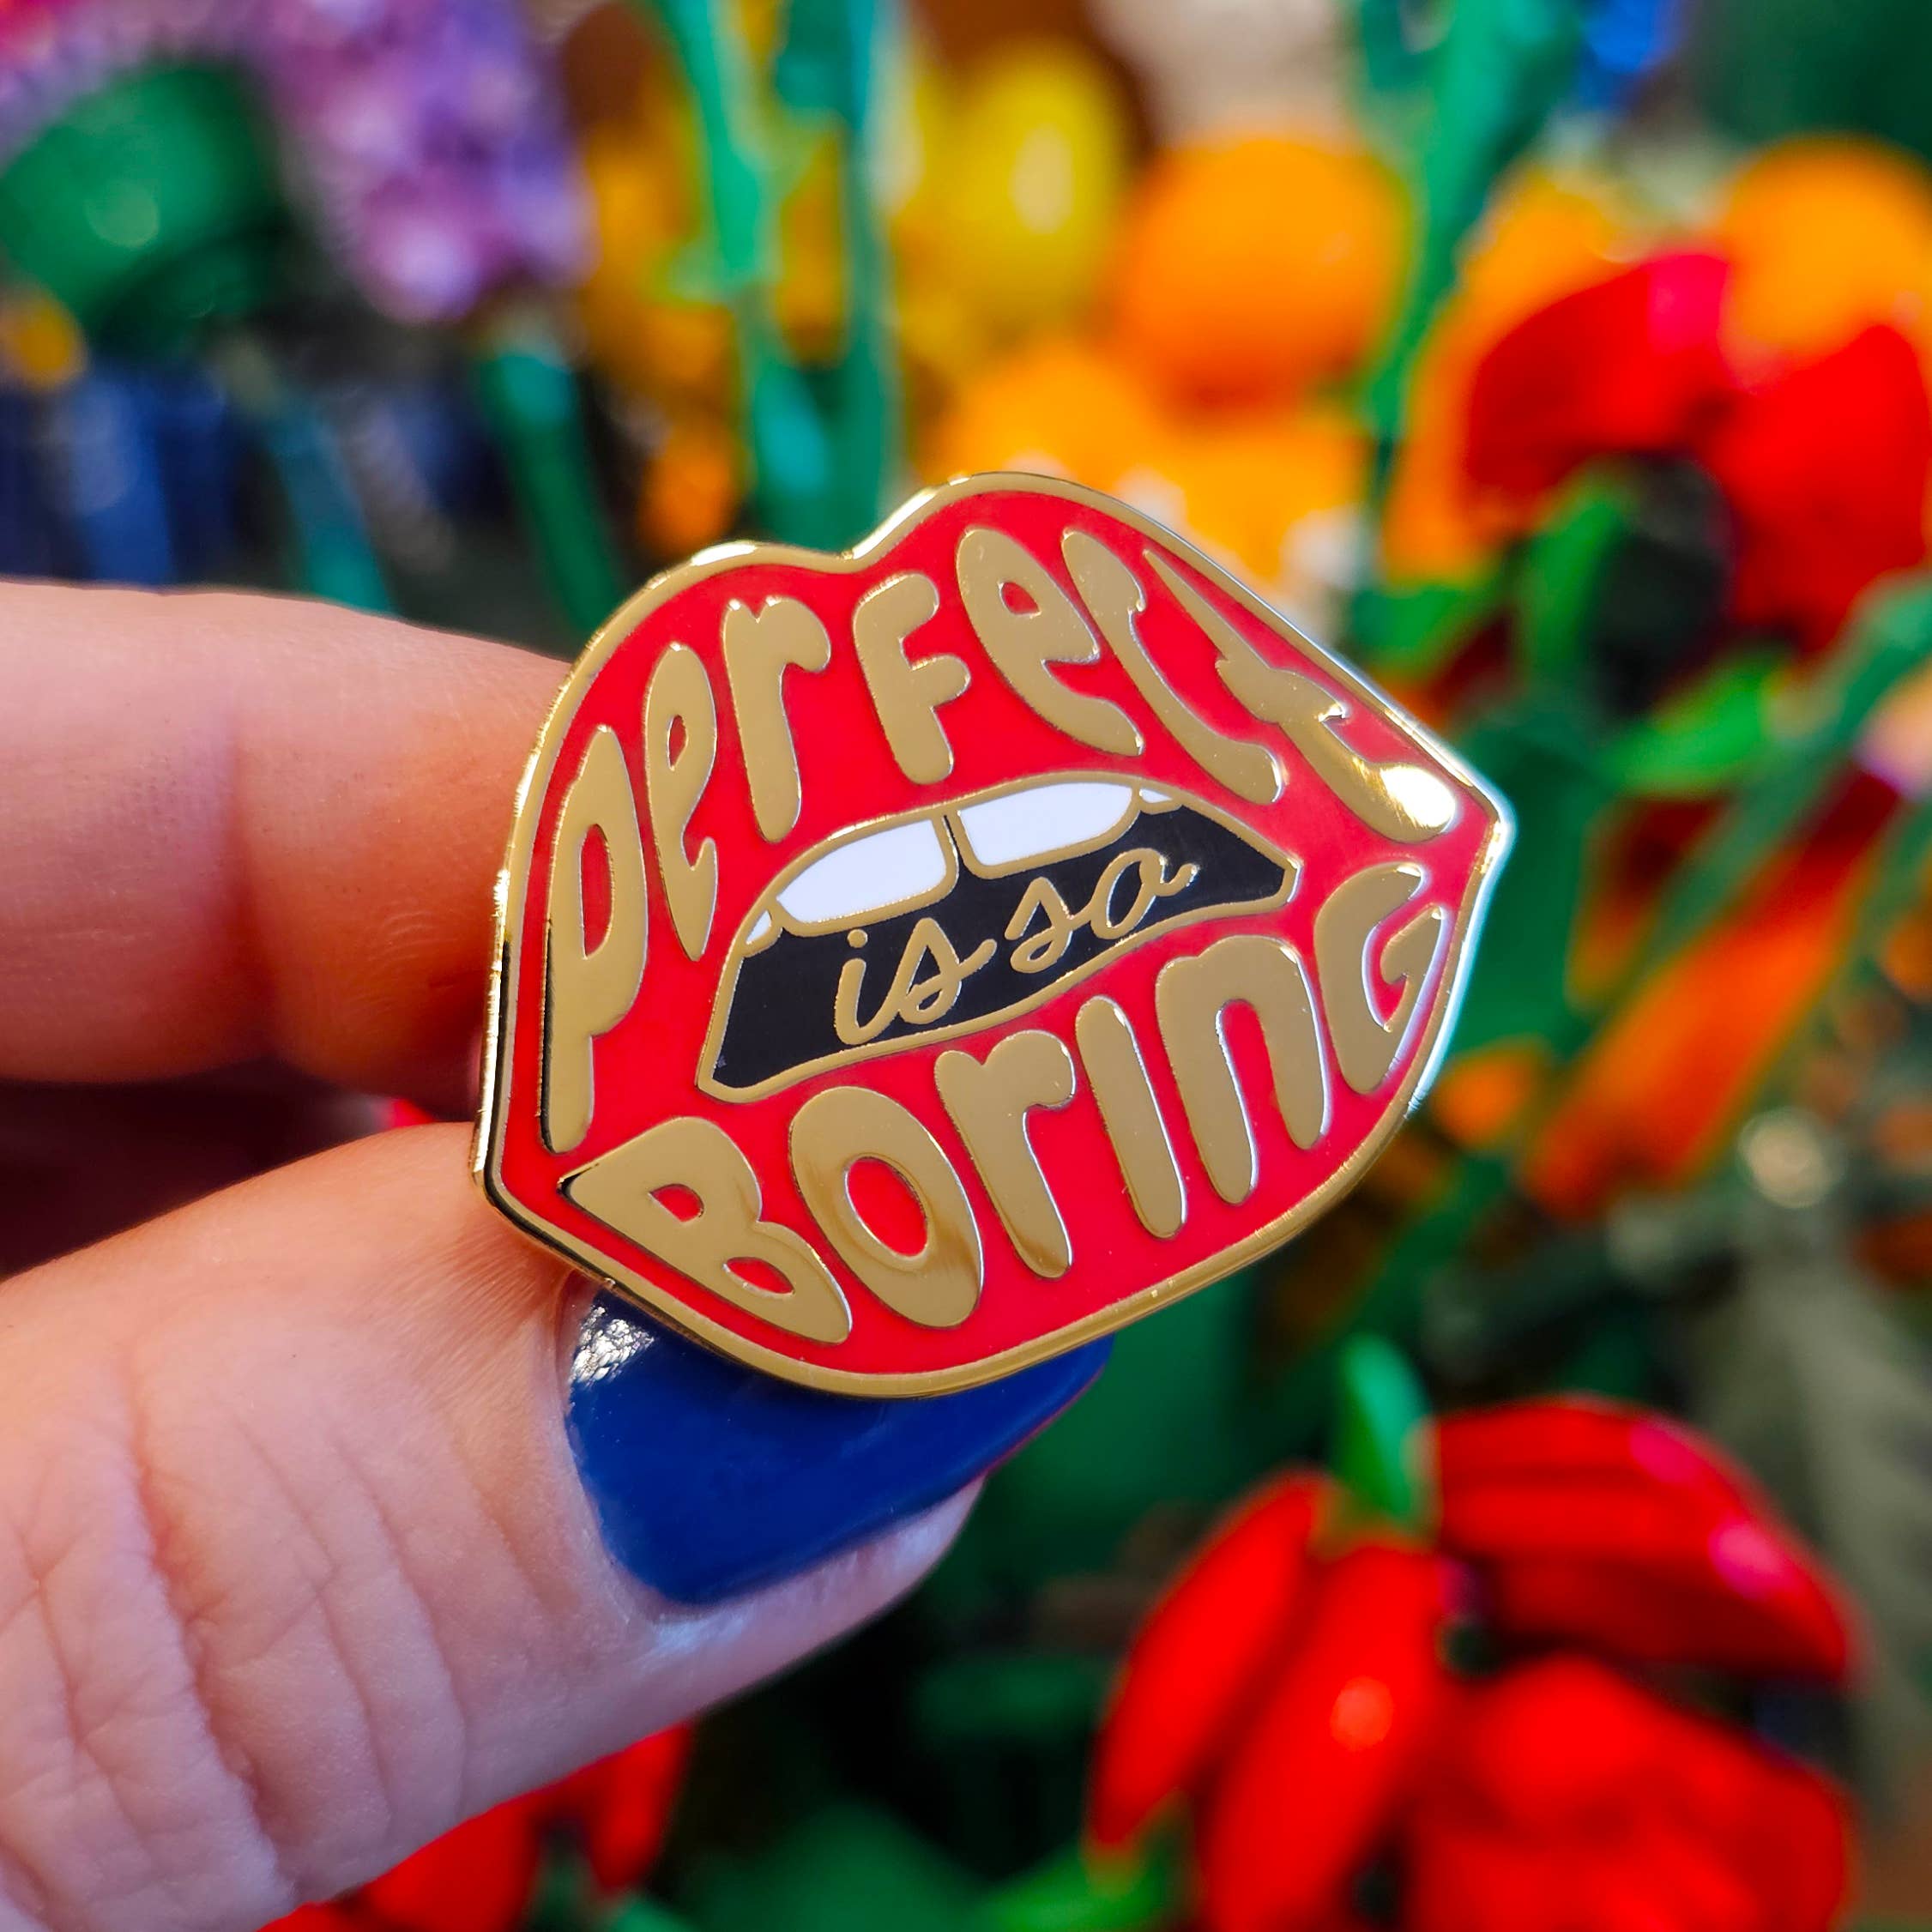 PerFect
is so
BorinG